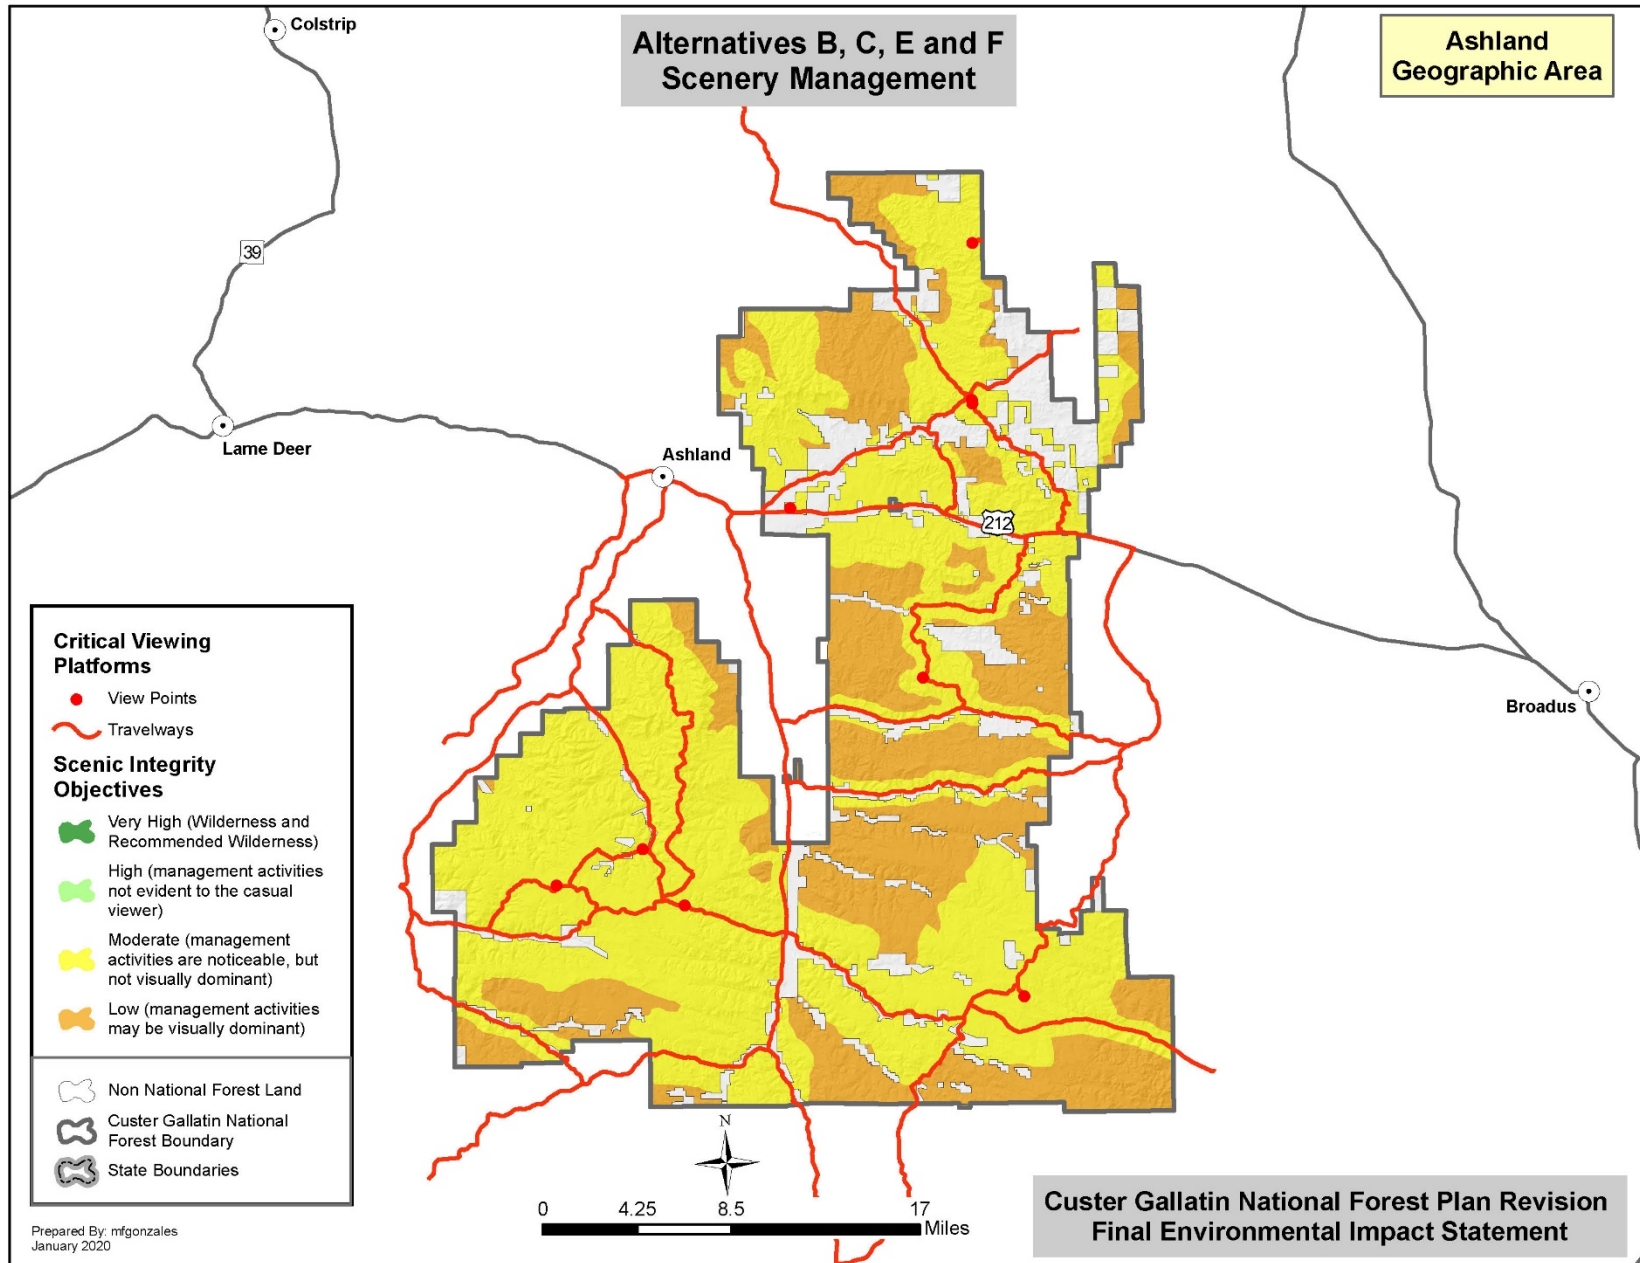 Colstrip
Alternatives B, C, E and F
Scenery Management
Ashland
Geographic Area
39
Lame Deer
Ashland
212
Broadus
Critical Viewing
Platforms
View Points
Travelways
Scenic Integrity
Objectives
Very High (Wilderness and
Recommended Wilderness)
High (management activities
not evident to the casual
viewer)
Moderate (management
activities are noticeable, but
not visually dominant)
Low (management activities
may be visually dominant)
Non National Forest Land
Custer Gallatin National
Forest Boundary
State Boundaries
N
0 4.25 8.5 17
Miles
Custer Gallatin National Forest Plan Revision
Final Environmental Impact Statement
Prepared By: mfgonzales
January 2020